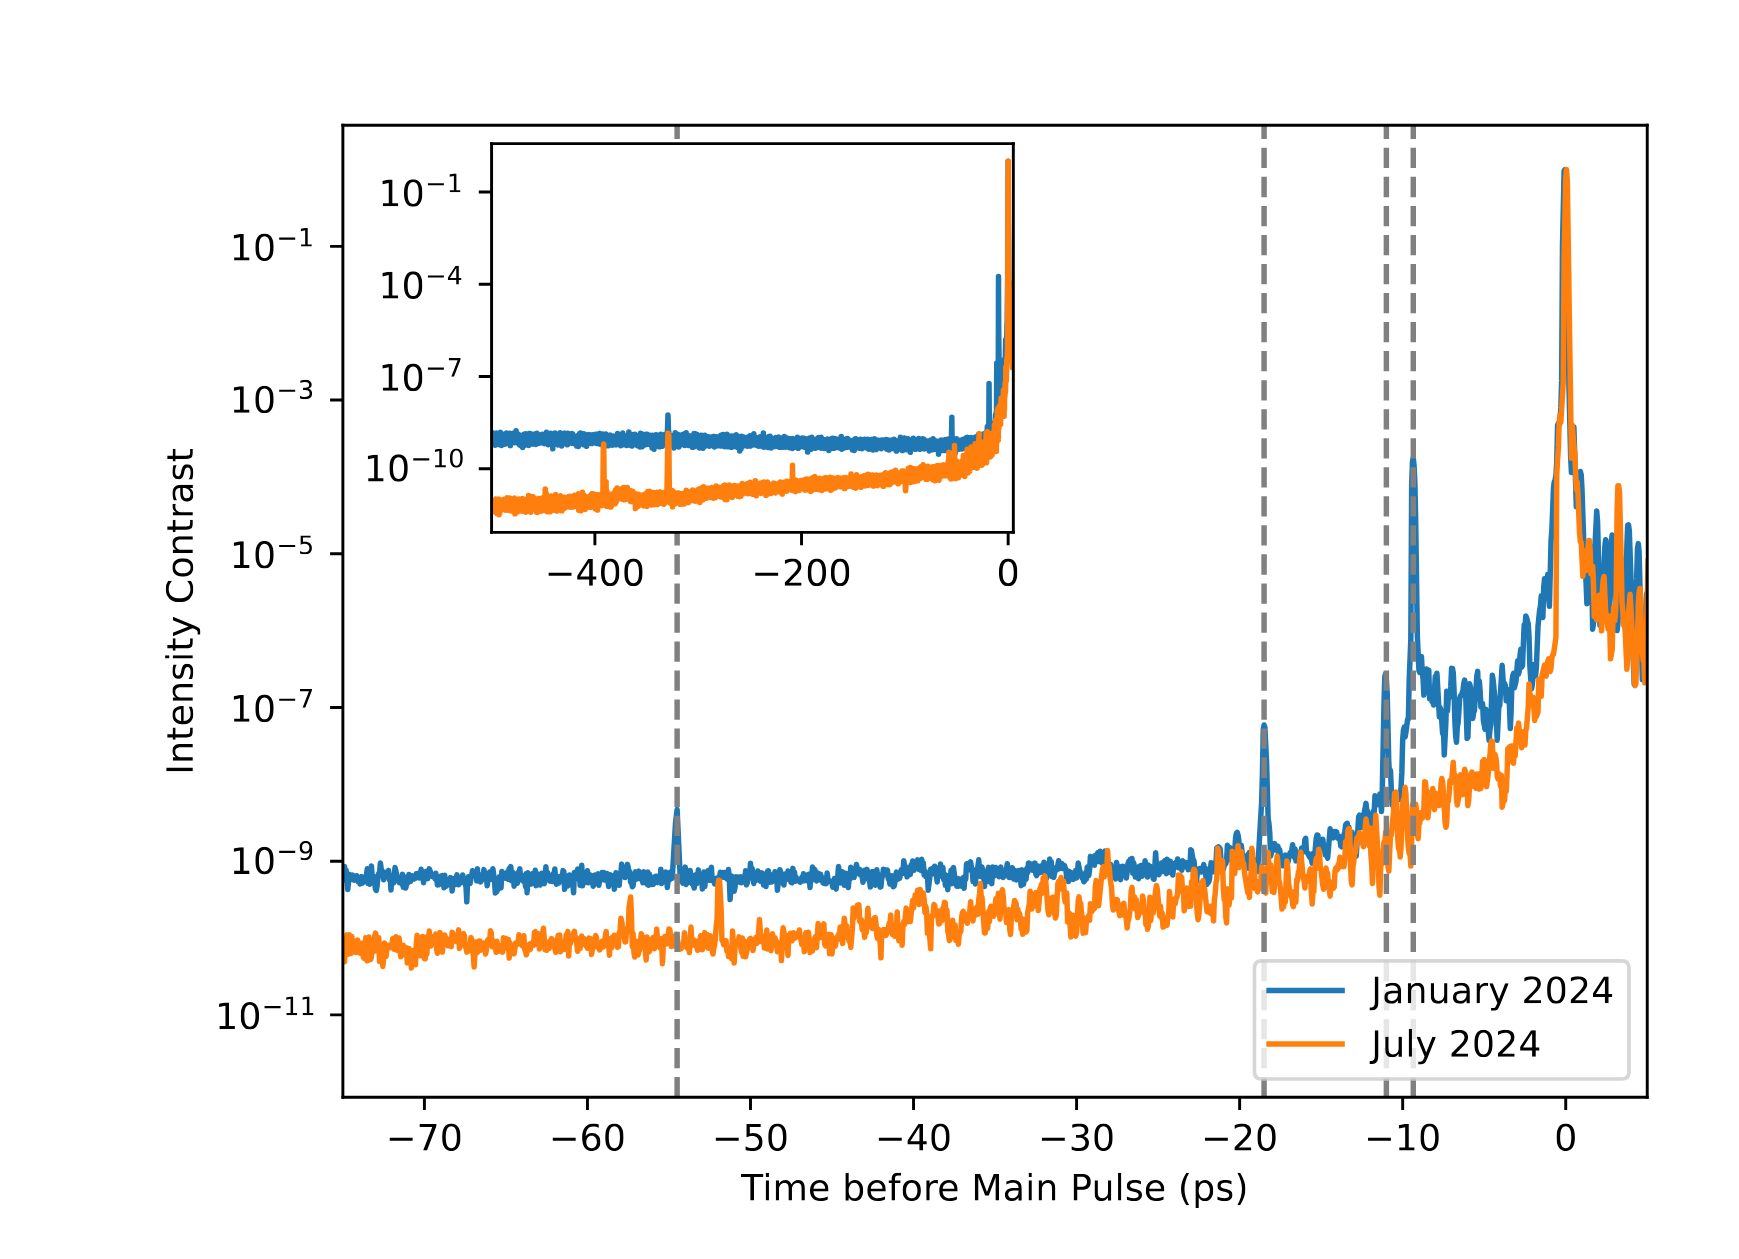 10⁻¹
10⁻³
10⁻⁵
10⁻⁷
10⁻⁹
10⁻¹¹
Intensity Contrast
10⁻¹
10⁻⁴
10⁻⁷
10⁻¹⁰
−400 −200 0
January 2024
July 2024
−70 −60 −50 −40 −30 −20 −10 0
Time before Main Pulse (ps)